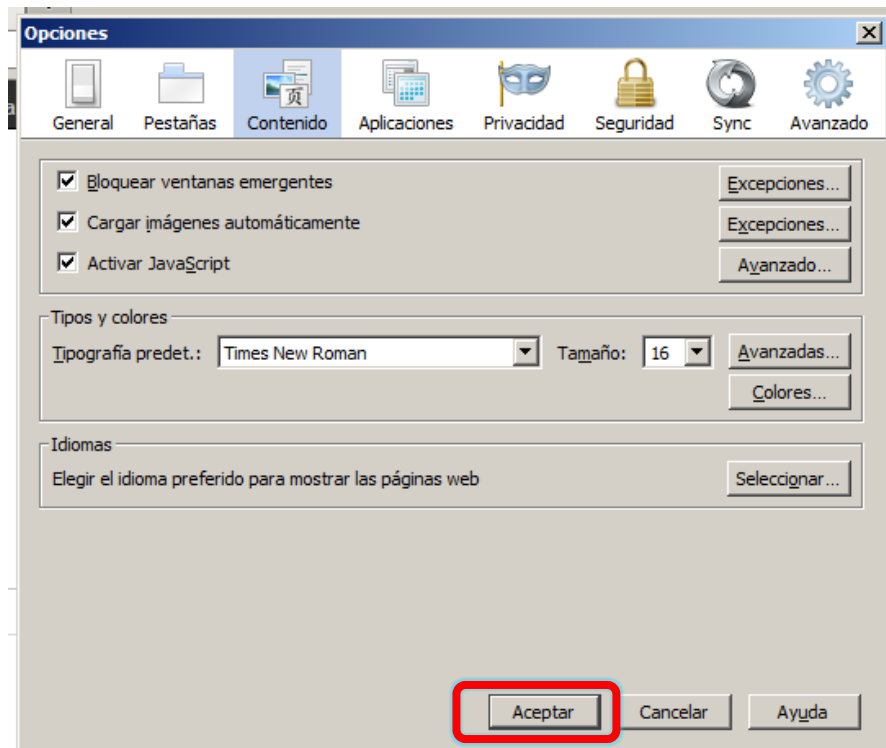 Opciones
General Pestañas Contenido Aplicaciones Privacidad Seguridad Sync Avanzado
Bloquear ventanas emergentes Excepciones...
Cargar imágenes automáticamente Excepciones...
Activar JavaScript Avanzado...
Tipos y colores
Tipografía predet.: Times New Roman Tamaño: 16 Avanzadas...
Colores...
Idiomas
Elegir el idioma preferido para mostrar las páginas web Seleccionar...
Aceptar Cancelar Ayuda